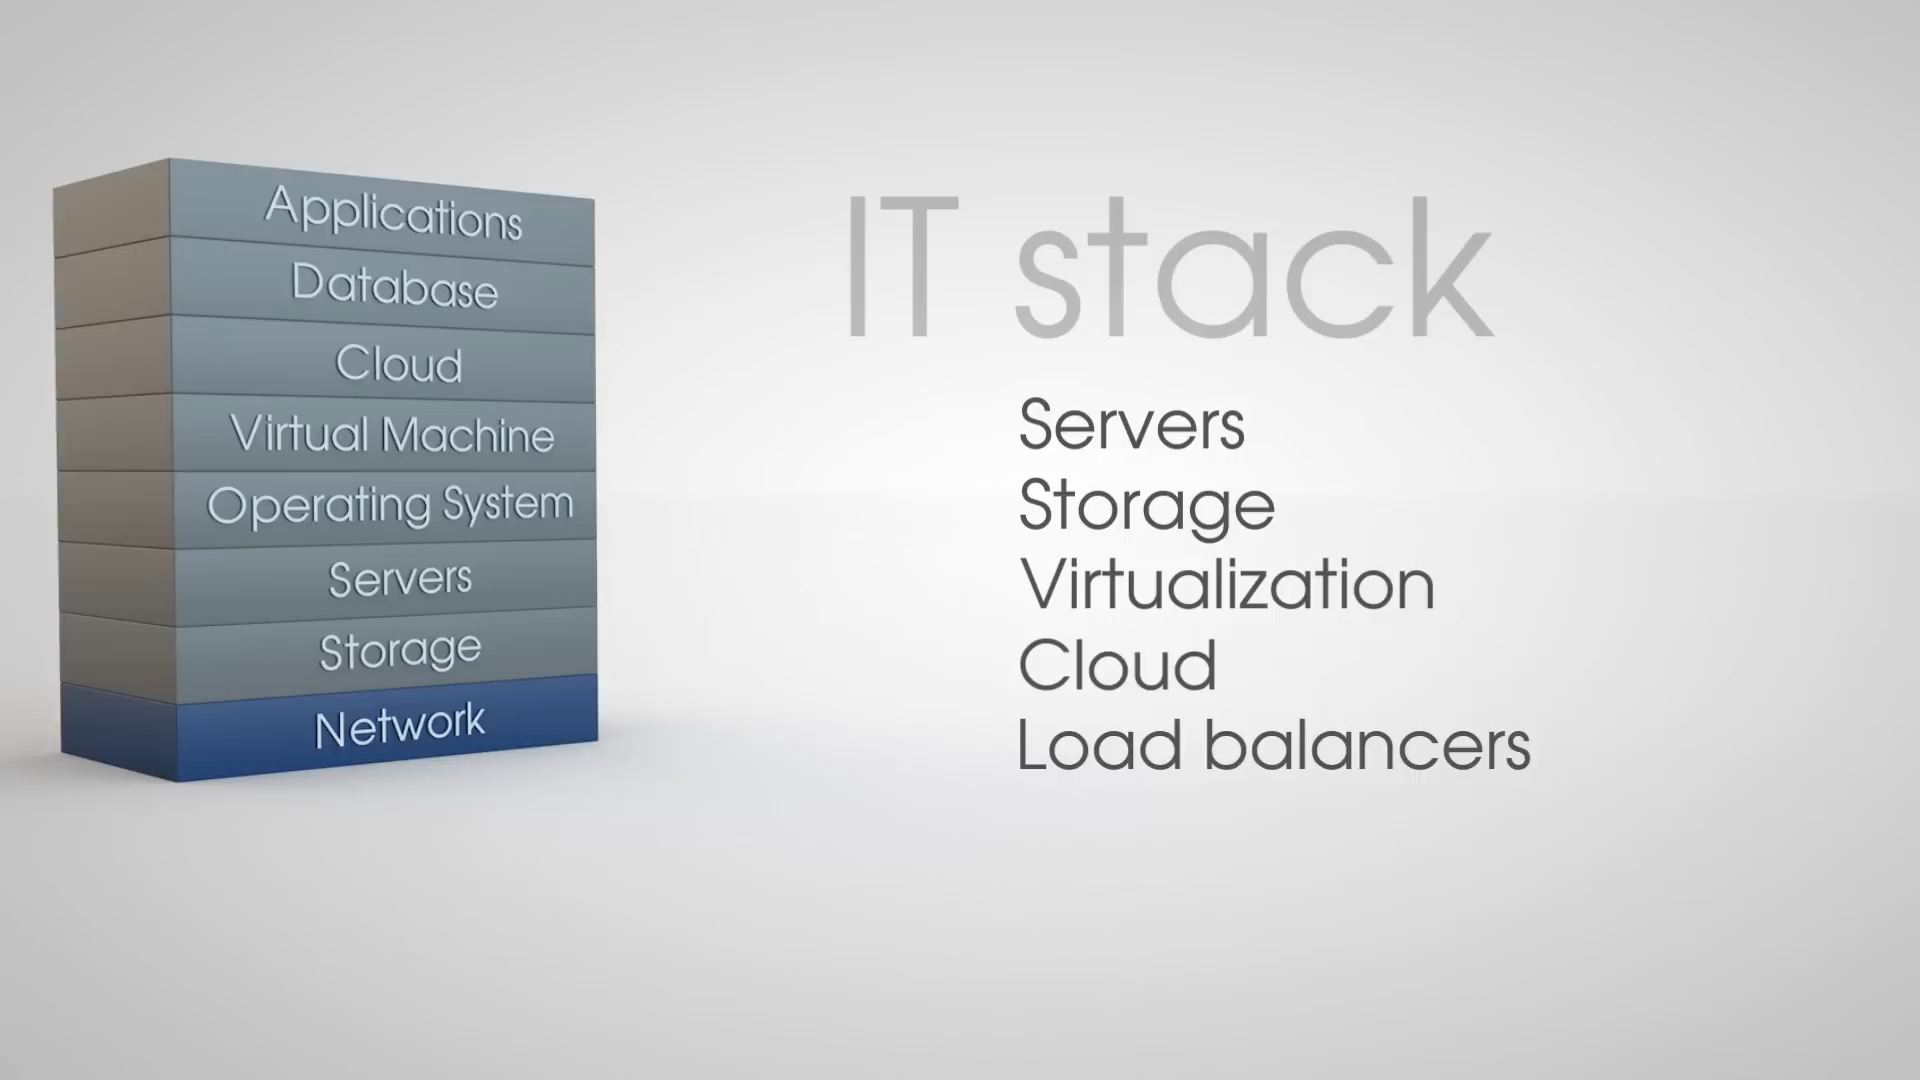 Applications
Database
Cloud
Virtual Machine
Operating System
Servers
Storage
Network
IT stack
Servers
Storage
Virtualization
Cloud
Load balancers